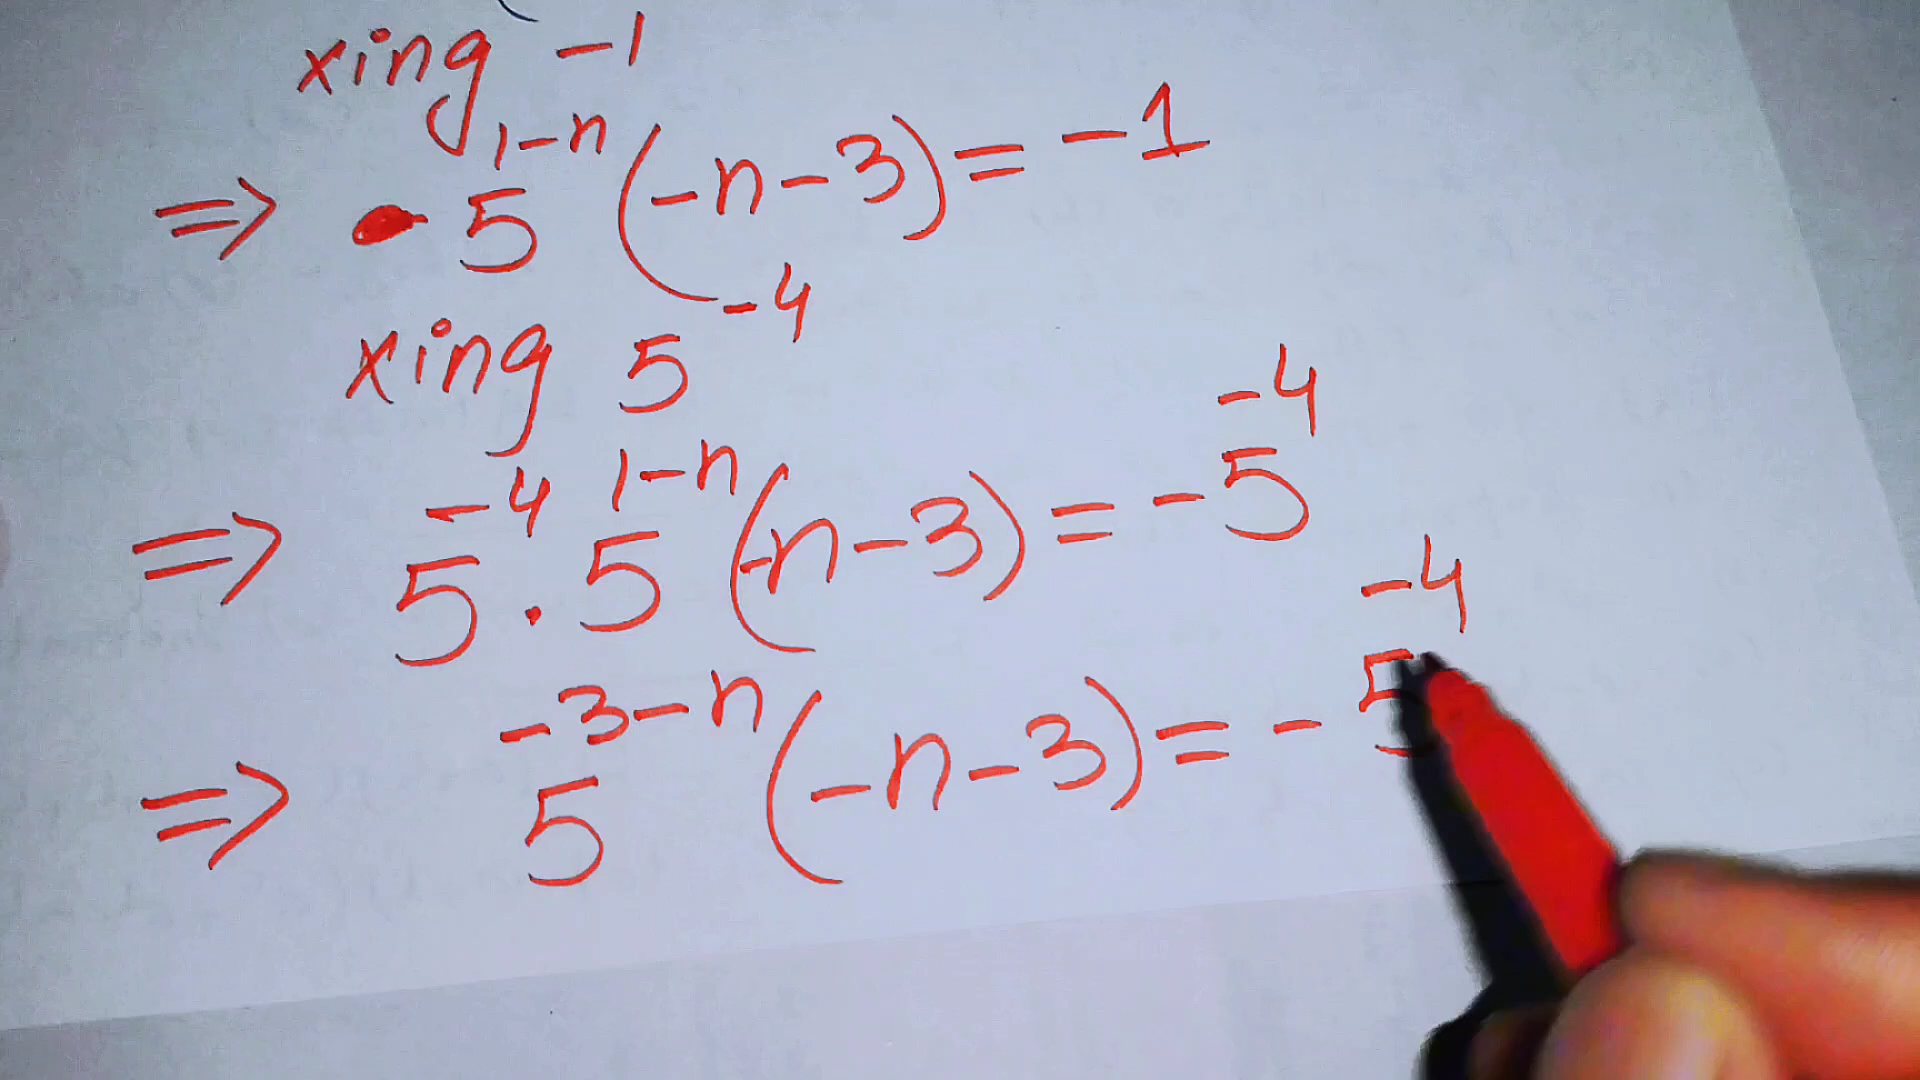 xing -1
⇒ 5^{1-n}(-n-3) = -1
xing 5^{-4}
⇒ 5^{-4} · 5^{1-n}(-n-3) = -5^{-4}
⇒ 5^{-3-n}(-n-3) = -5^{-4}